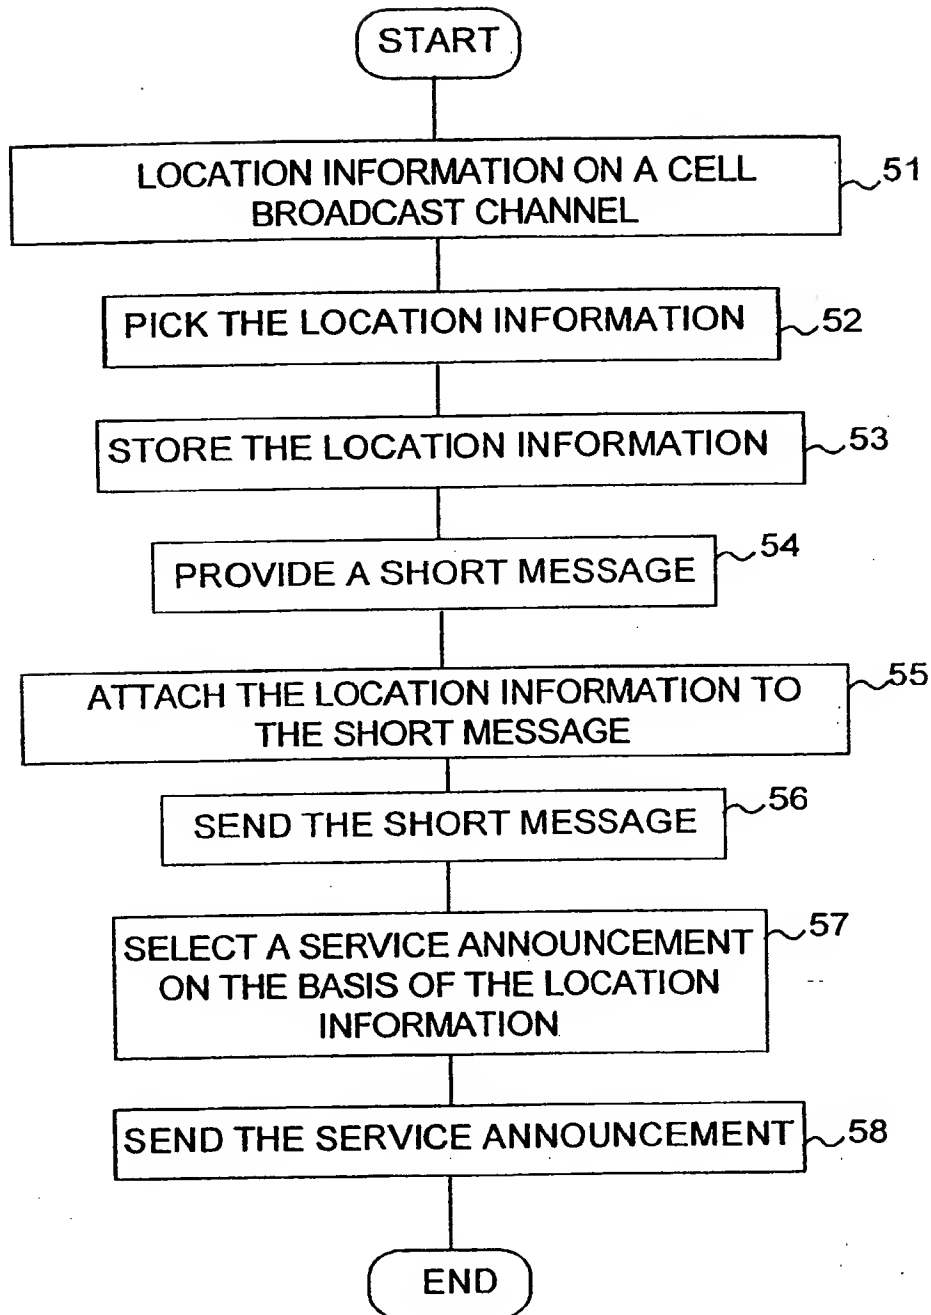 START
LOCATION INFORMATION ON A CELL
BROADCAST CHANNEL
51
PICK THE LOCATION INFORMATION
52
STORE THE LOCATION INFORMATION
53
PROVIDE A SHORT MESSAGE
54
ATTACH THE LOCATION INFORMATION TO
THE SHORT MESSAGE
55
SEND THE SHORT MESSAGE
56
SELECT A SERVICE ANNOUNCEMENT
ON THE BASIS OF THE LOCATION
INFORMATION
57
SEND THE SERVICE ANNOUNCEMENT
58
END